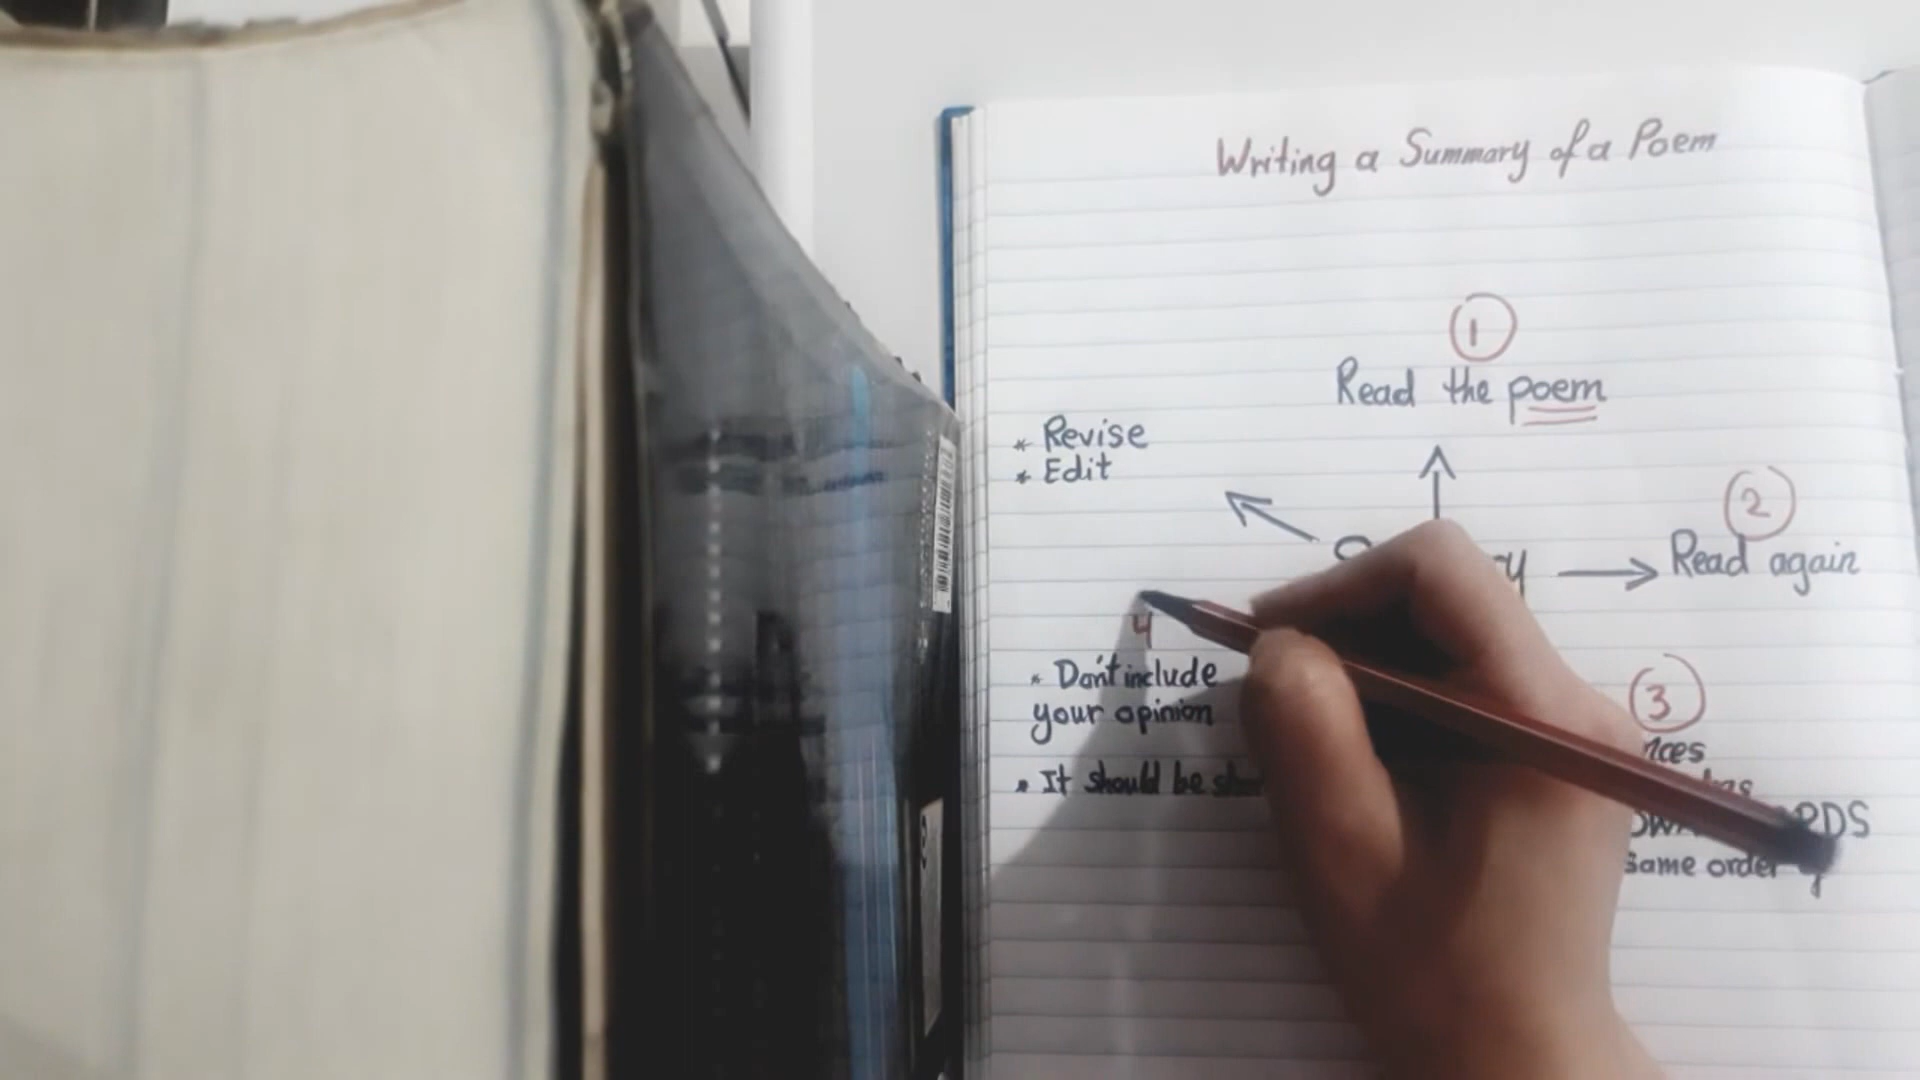 Writing a Summary of a Poem
1
Read the poem
* Revise
* Edit
2
Read again
4
* Don't include
your opinion
* It should be
3
same order